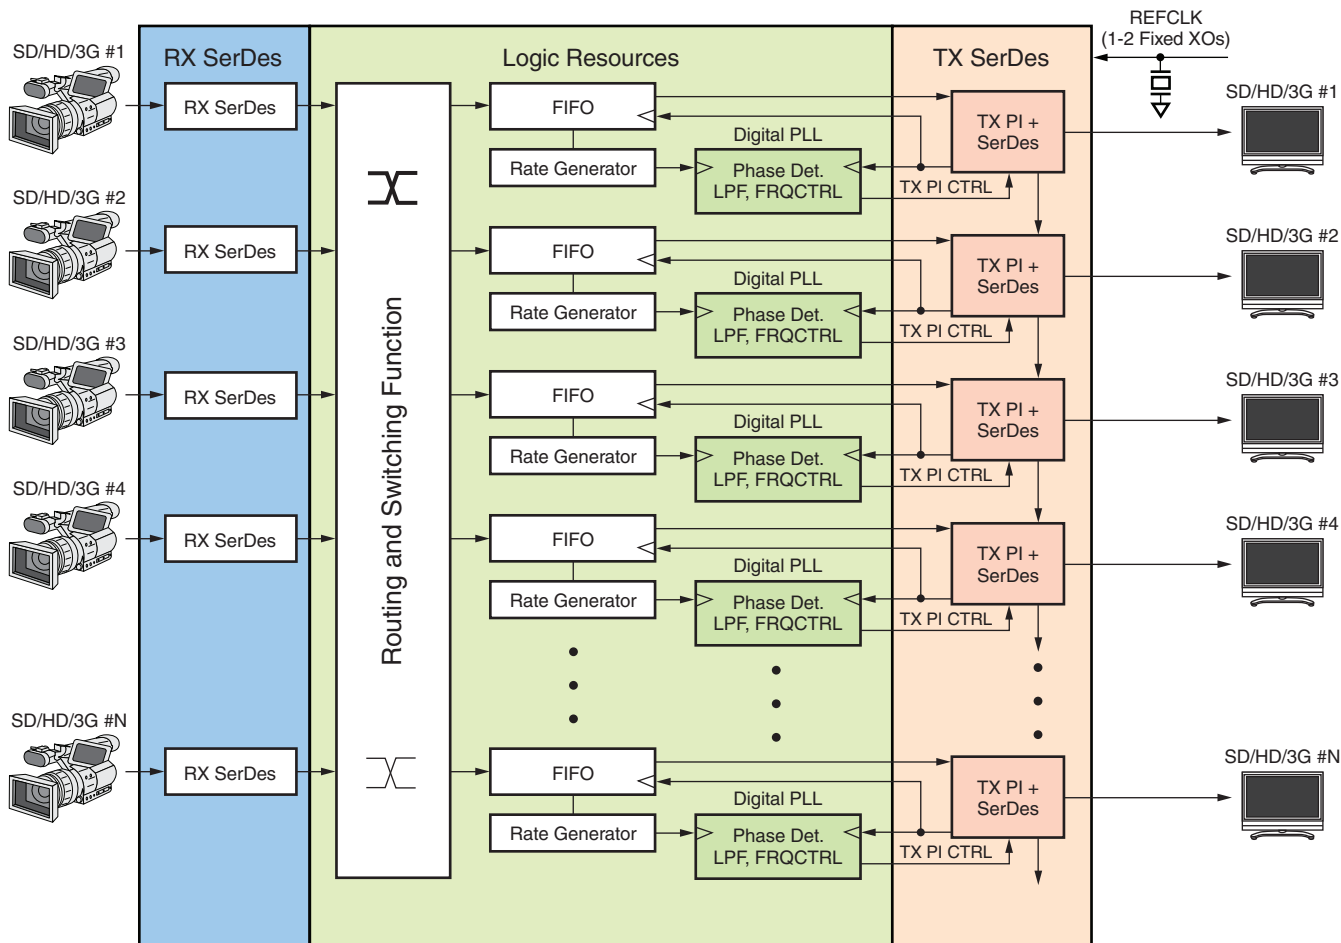 REFCLK
(1-2 Fixed XOs)
RX SerDes
Logic Resources
TX SerDes
SD/HD/3G #1
RX SerDes
FIFO
Rate Generator
Digital PLL
Phase Det.
LPF, FRQCTRL
TX PI CTRL
TX PI +
SerDes
SD/HD/3G #1
SD/HD/3G #2
RX SerDes
FIFO
Rate Generator
Digital PLL
Phase Det.
LPF, FRQCTRL
TX PI CTRL
TX PI +
SerDes
SD/HD/3G #2
Routing and Switching Function
SD/HD/3G #3
RX SerDes
FIFO
Rate Generator
Digital PLL
Phase Det.
LPF, FRQCTRL
TX PI CTRL
TX PI +
SerDes
SD/HD/3G #3
SD/HD/3G #4
RX SerDes
FIFO
Rate Generator
Digital PLL
Phase Det.
LPF, FRQCTRL
TX PI CTRL
TX PI +
SerDes
SD/HD/3G #4
SD/HD/3G #N
RX SerDes
FIFO
Rate Generator
Digital PLL
Phase Det.
LPF, FRQCTRL
TX PI CTRL
TX PI +
SerDes
SD/HD/3G #N